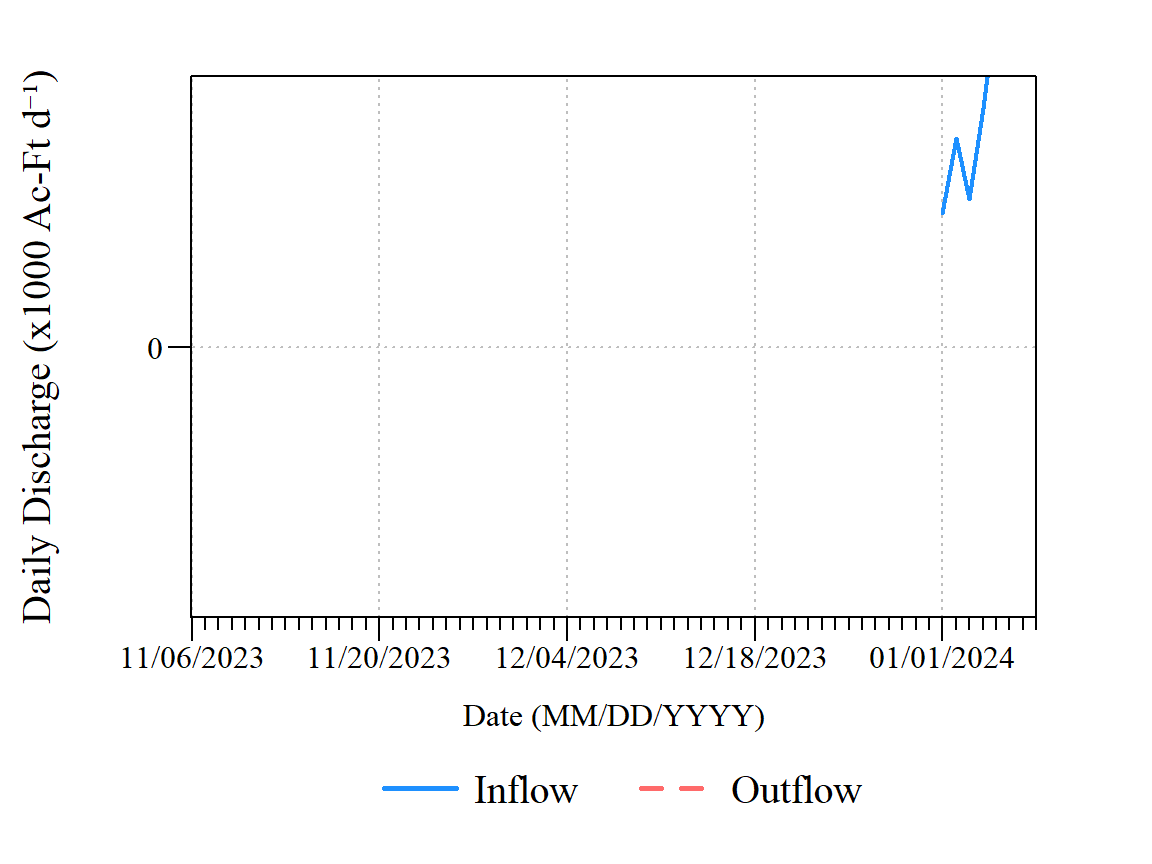 Daily Discharge (x1000 Ac-Ft d⁻¹)
0
11/06/2023 11/20/2023 12/04/2023 12/18/2023 01/01/2024
Date (MM/DD/YYYY)
Inflow Outflow